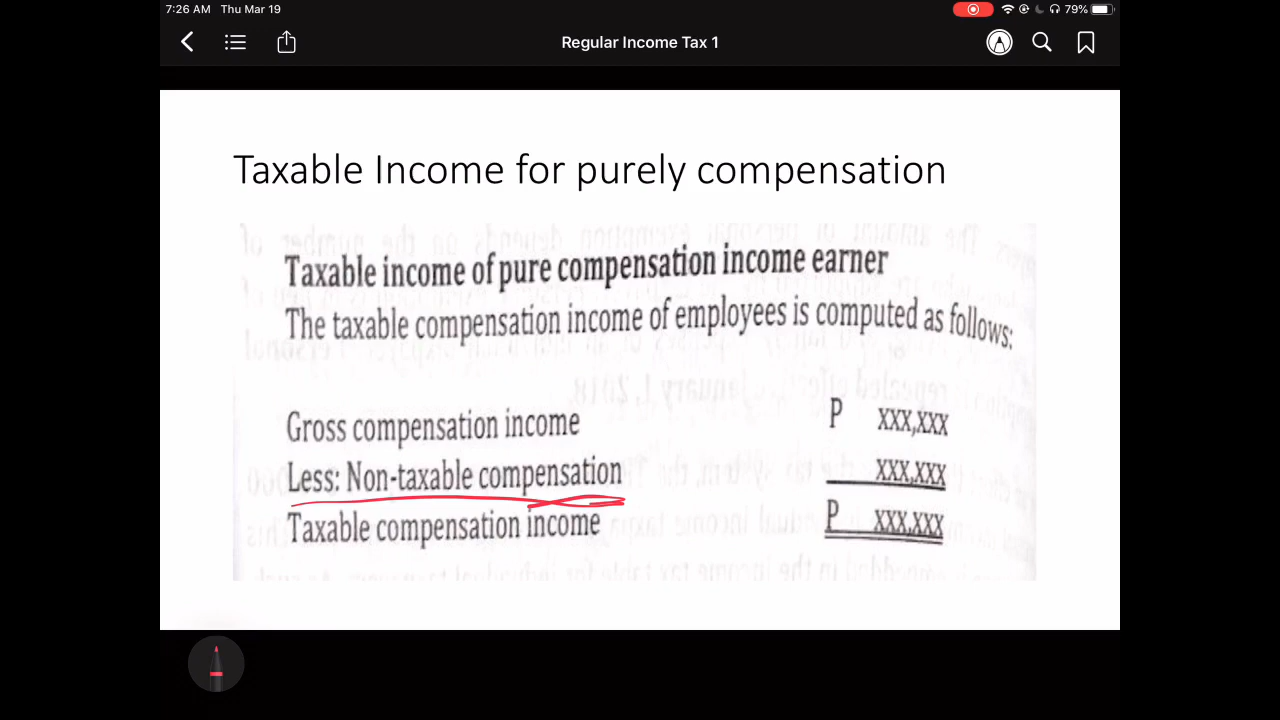 7:26 AM Thu Mar 19
79%
Regular Income Tax 1
Taxable Income for purely compensation
Taxable income of pure compensation income earner
The taxable compensation income of employees is computed as follows:
Gross compensation income P xxx,xxx
Less: Non-taxable compensation xxx,xxx
Taxable compensation income P xxx,xxx